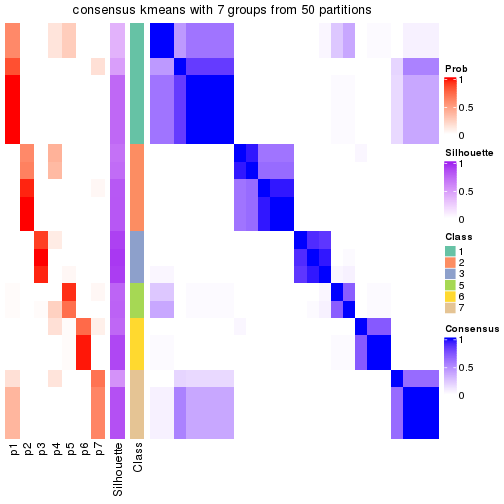 consensus kmeans with 7 groups from 50 partitions
Prob
1
0.5
0
Silhouette
1
0.5
0
Class
1
2
3
5
6
7
Consensus
1
0.5
0
p1
p2
p3
p4
p5
p6
p7
Silhouette
Class